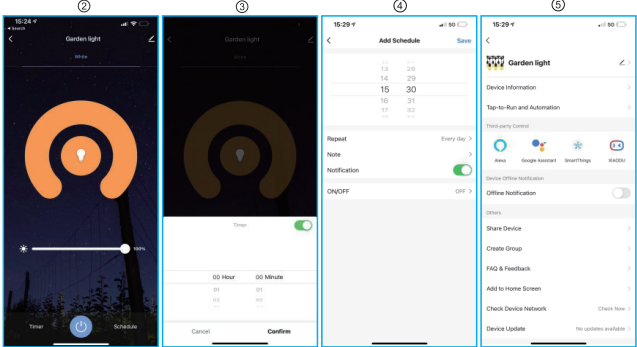 ②
15:24
Search
Garden light
White
100%
Timer
Schedule
③
Garden light
White
Timer
00 Hour 00 Minute
01 01
02 02
Cancel Confirm
④
15:29 5G
Add Schedule Save
13 28
14 29
15 30
16 31
17 32
Repeat Every day >
Note >
Notification
ON/OFF OFF >
⑤
15:29 5G
Garden light
Device Information >
Tap-to-Run and Automation >
Third-party Control
Alexa Google Assistant SmartThings XIAODU
Device Offline Notification
Offline Notification
Others
Share Device >
Create Group >
FAQ & Feedback >
Add to Home Screen >
Check Device Network Check Now >
Device Update No updates available >